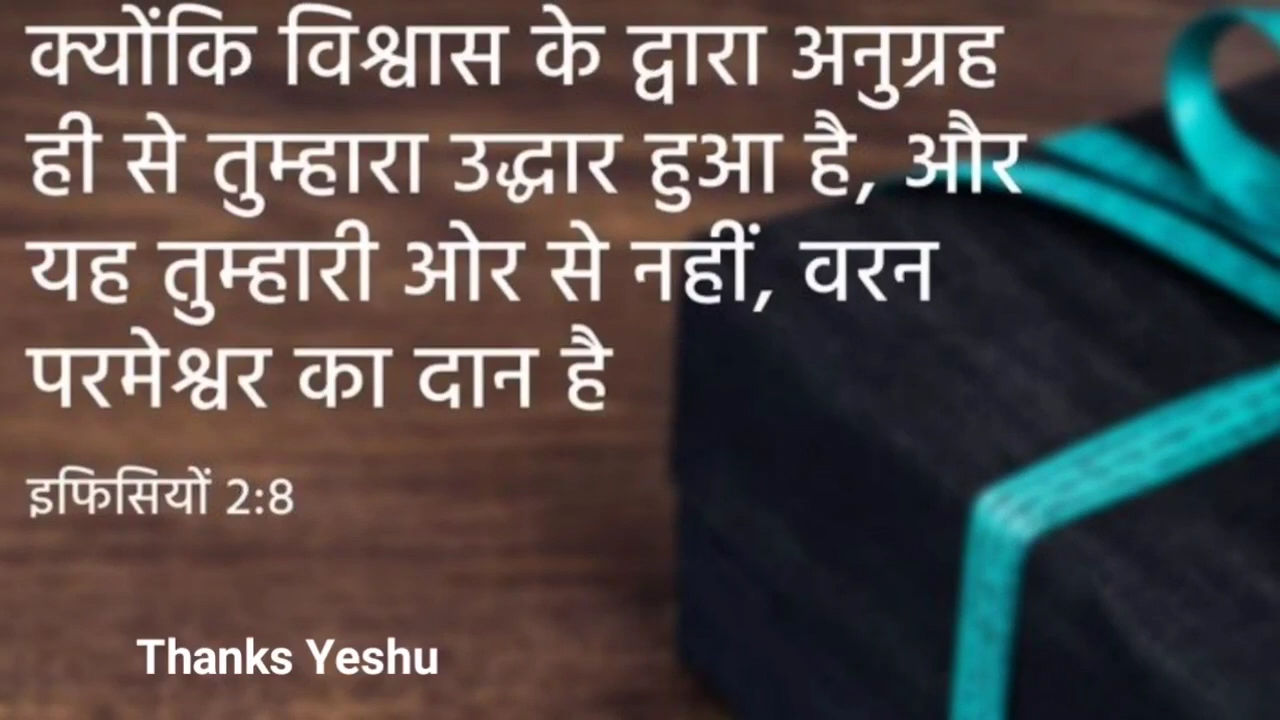 क्योंकि विश्वास के द्वारा अनुग्रह
ही से तुम्हारा उद्धार हुआ है, और
यह तुम्हारी ओर से नहीं, वरन
परमेश्वर का दान है
इफिसियों 2:8
Thanks Yeshu